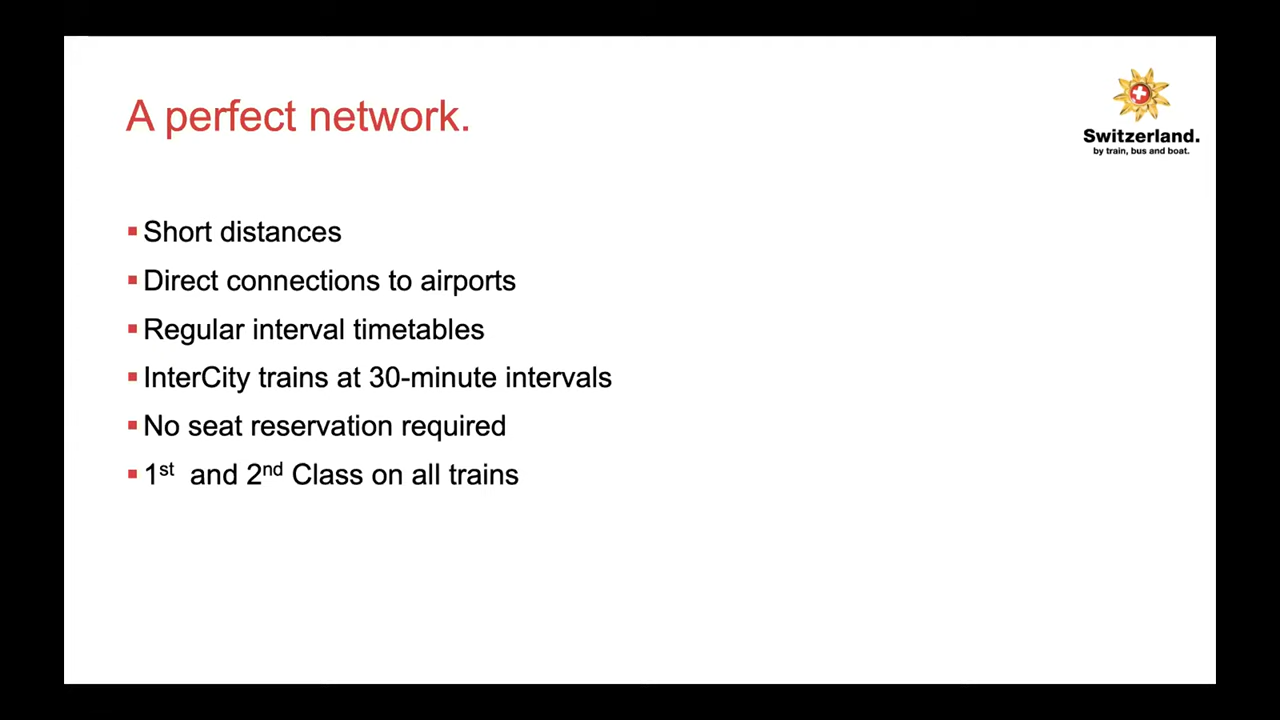 A perfect network.
Switzerland.
by train, bus and boat.
▪ Short distances
▪ Direct connections to airports
▪ Regular interval timetables
▪ InterCity trains at 30-minute intervals
▪ No seat reservation required
▪ 1st and 2nd Class on all trains